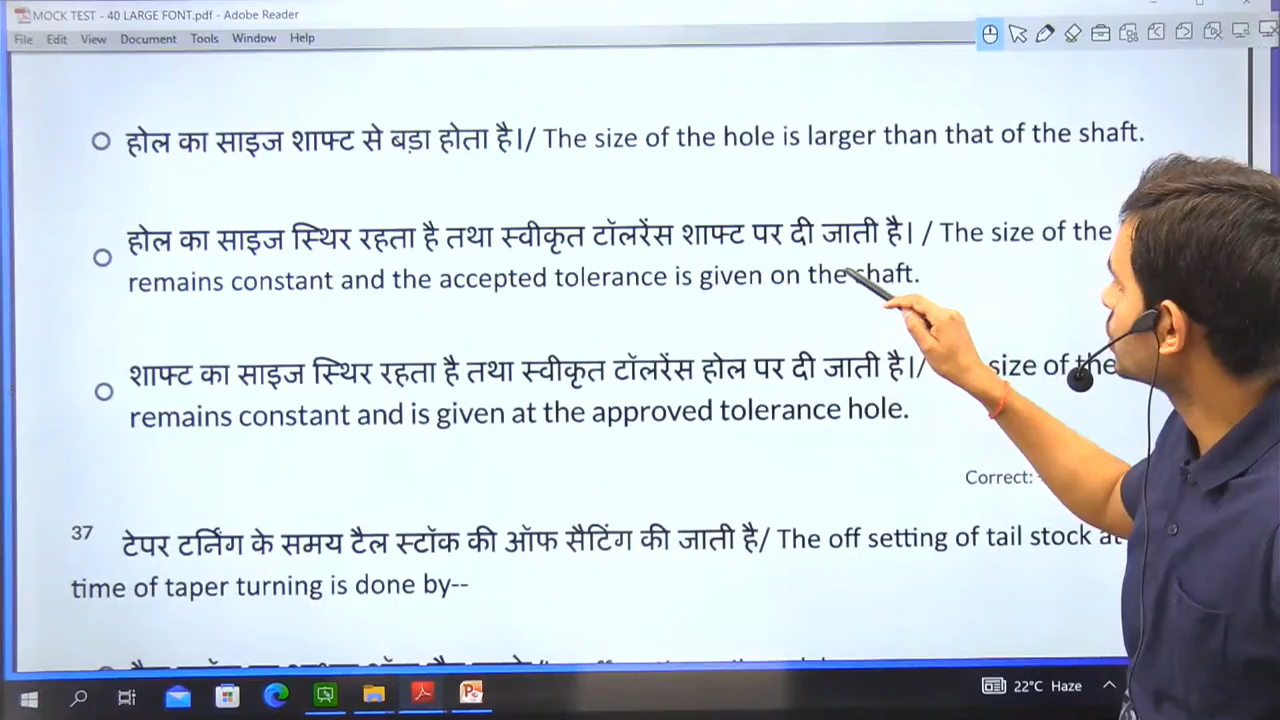 MOCK TEST - 40 LARGE FONT.pdf - Adobe Reader
File Edit View Document Tools Window Help
होल का साइज शाफ्ट से बड़ा होता है।/ The size of the hole is larger than that of the shaft.
होल का साइज स्थिर रहता है तथा स्वीकृत टॉलरेंस शाफ्ट पर दी जाती है। / The size of the
remains constant and the accepted tolerance is given on the shaft.
शाफ्ट का साइज स्थिर रहता है तथा स्वीकृत टॉलरेंस होल पर दी जाती है।/ size of the
remains constant and is given at the approved tolerance hole.
Correct:
37 टेपर टर्निंग के समय टैल स्टॉक की ऑफ सैटिंग की जाती है/ The off setting of tail stock at
time of taper turning is done by--
22°C Haze